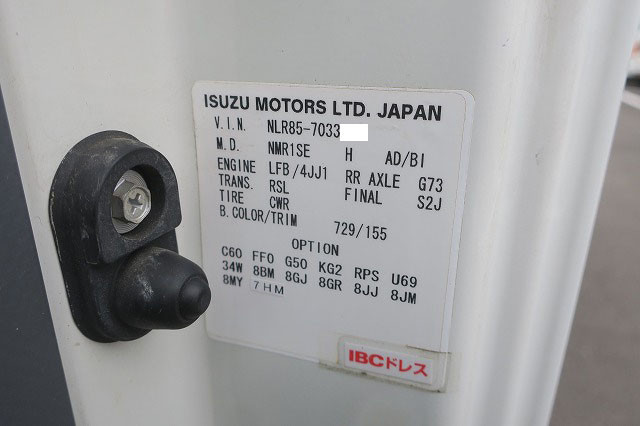 ISUZU MOTORS LTD. JAPAN
V.I.N. NLR85-7033
M.D. NMR1SE H AD/BI
ENGINE LFB/4JJ1 RR AXLE G73
TRANS. RSL FINAL S2J
TIRE CWR
B.COLOR/TRIM 729/155
OPTION
C60 FF0 G50 KG2 RPS U69
34W 8BM 8GJ 8GR 8JJ 8JM
8MY 7HM
IBCドレス